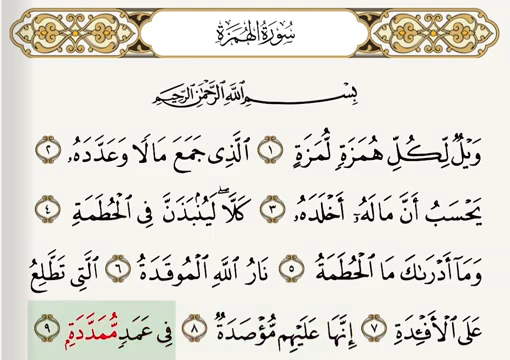 سُورَةُ الهُمَزَةِ
بِسْمِ ٱللَّهِ ٱلرَّحْمَٰنِ ٱلرَّحِيمِ
وَيْلٌ لِّكُلِّ هُمَزَةٍ لُّمَزَةٍ ١ ٱلَّذِى جَمَعَ مَالًا وَعَدَّدَهُۥ ٢
يَحْسَبُ أَنَّ مَالَهُۥٓ أَخْلَدَهُۥ ٣ كَلَّا ۖ لَيُنۢبَذَنَّ فِى ٱلْحُطَمَةِ ٤
وَمَآ أَدْرَىٰكَ مَا ٱلْحُطَمَةُ ٥ نَارُ ٱللَّهِ ٱلْمُوقَدَةُ ٦ ٱلَّتِى تَطَّلِعُ
عَلَى ٱلْأَفْـِٔدَةِ ٧ إِنَّهَا عَلَيْهِم مُّؤْصَدَةٌ ٨ فِى عَمَدٍ مُّمَدَّدَةٍۭ ٩